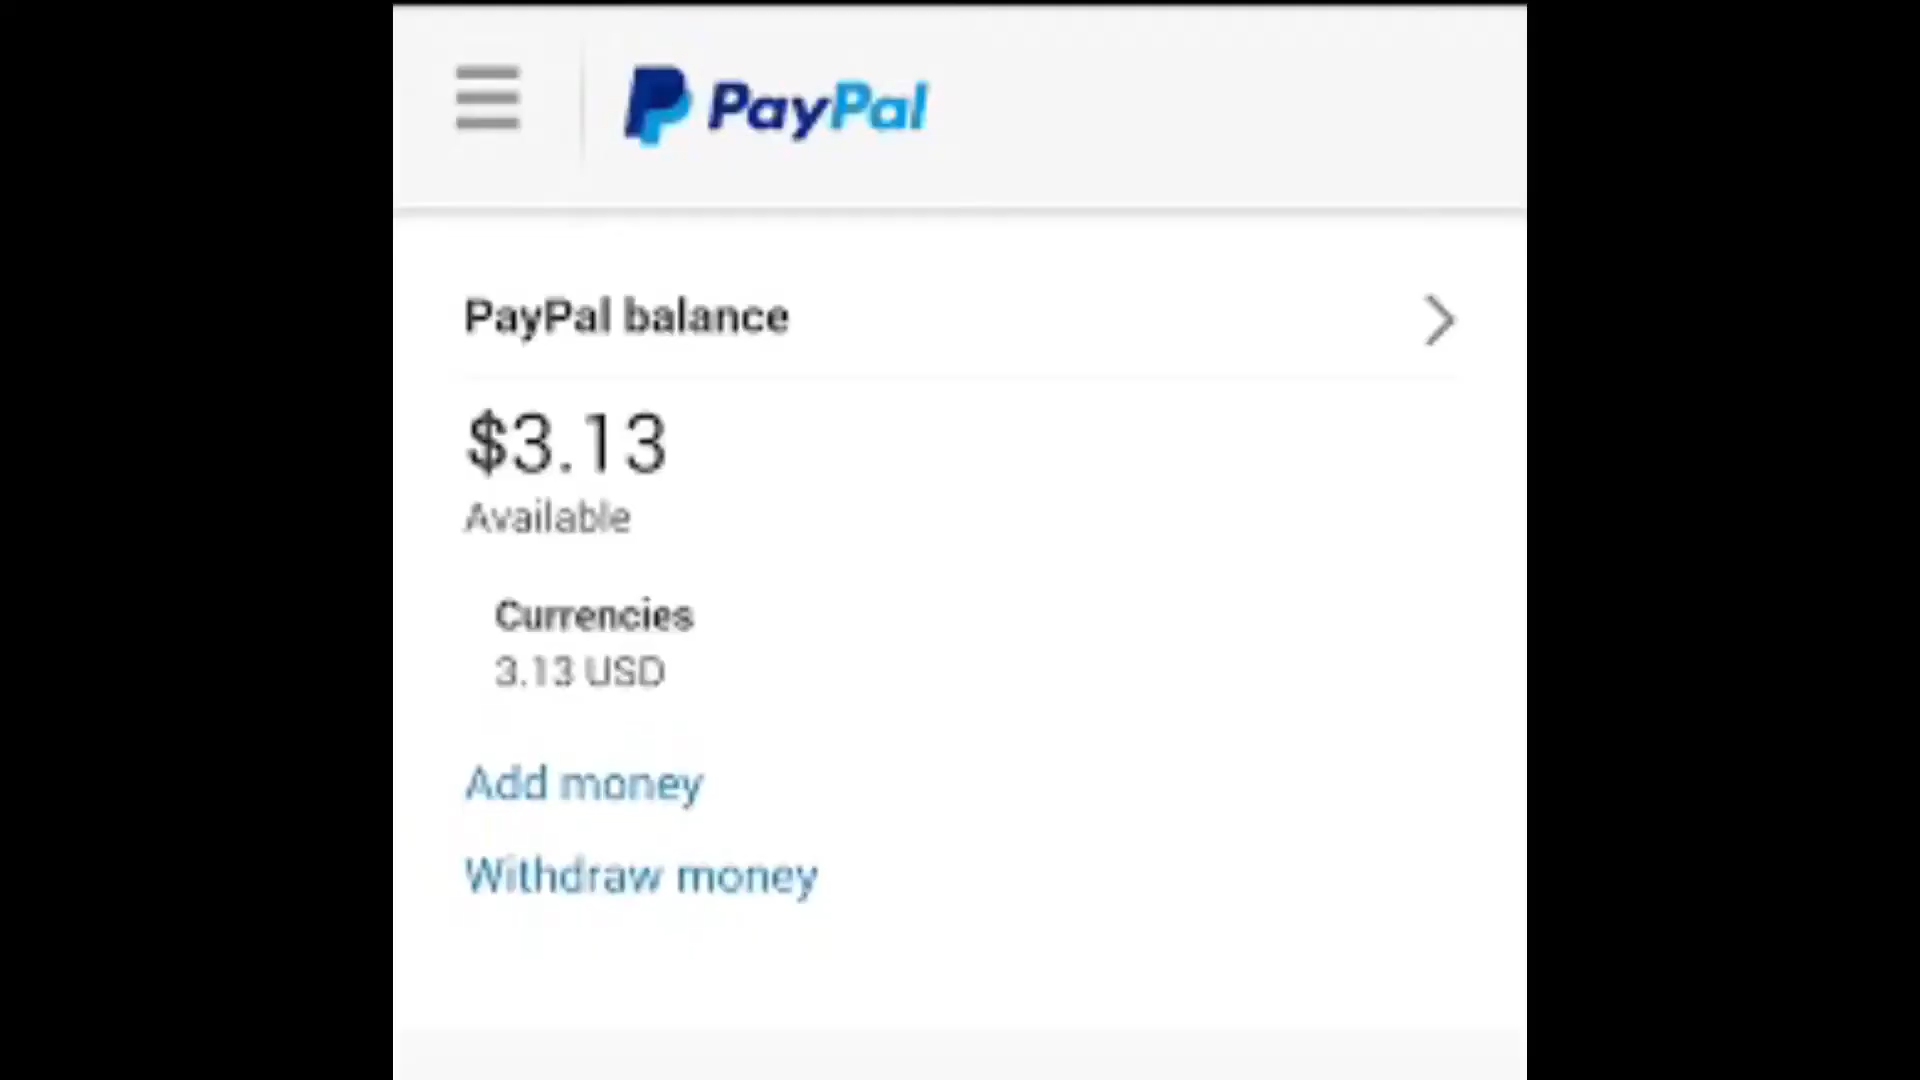 PayPal
PayPal balance
$3.13
Available
Currencies
3.13 USD
Add money
Withdraw money